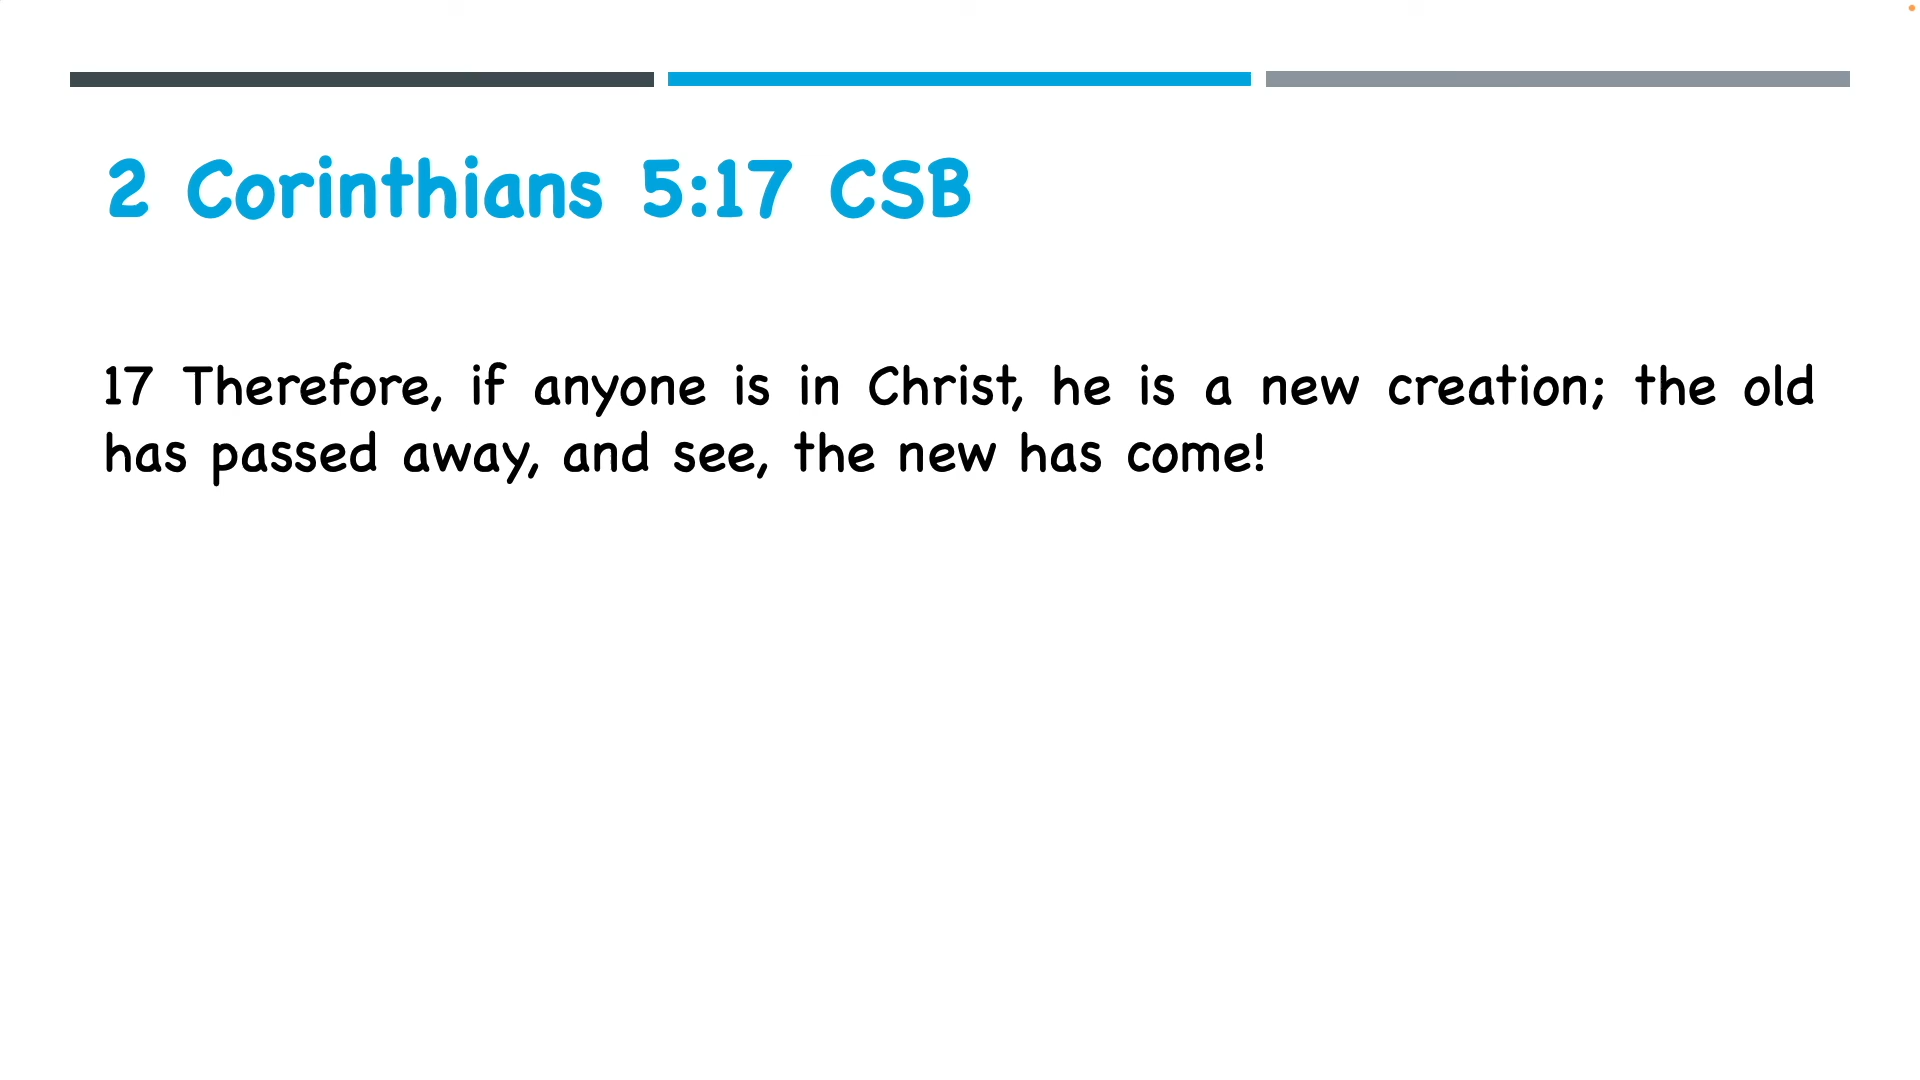 2 Corinthians 5:17 CSB
17 Therefore, if anyone is in Christ, he is a new creation; the old
has passed away, and see, the new has come!